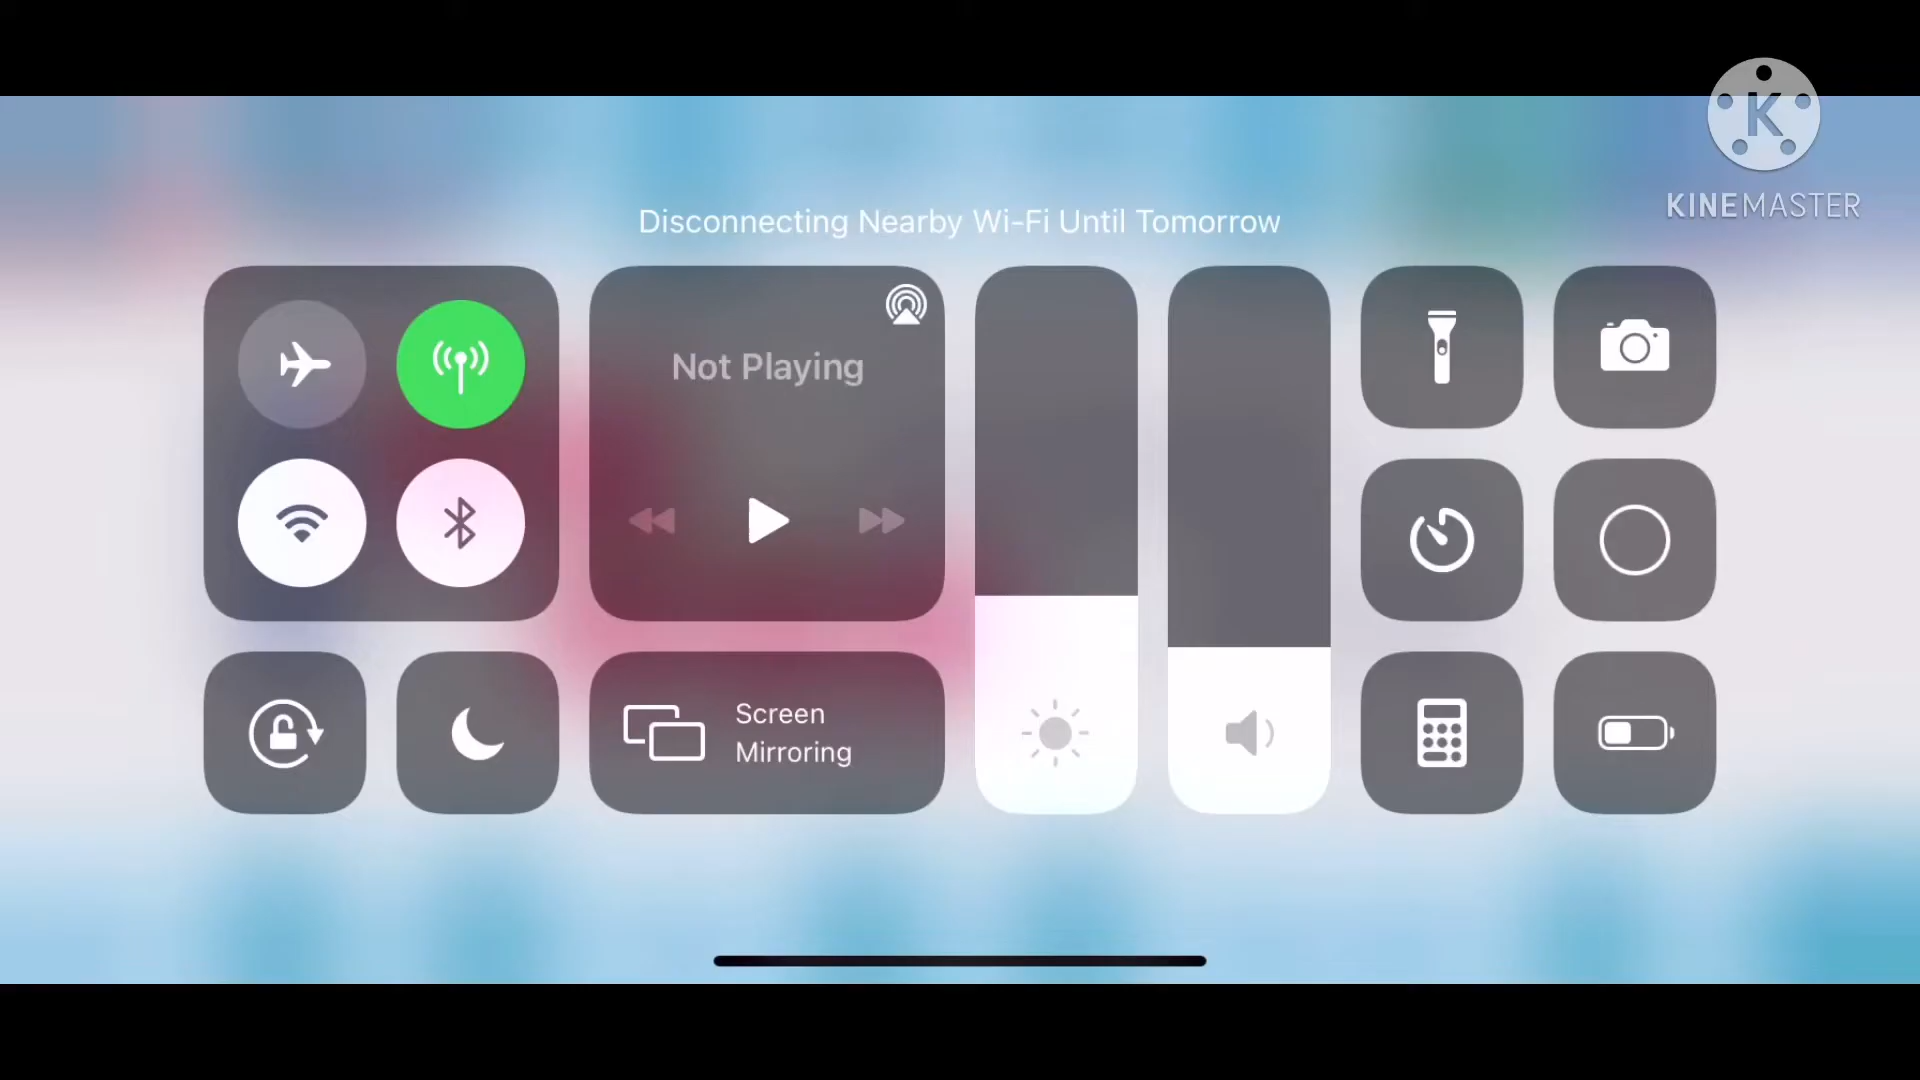 K
KINEMASTER
Disconnecting Nearby Wi-Fi Until Tomorrow
Not Playing
Screen
Mirroring